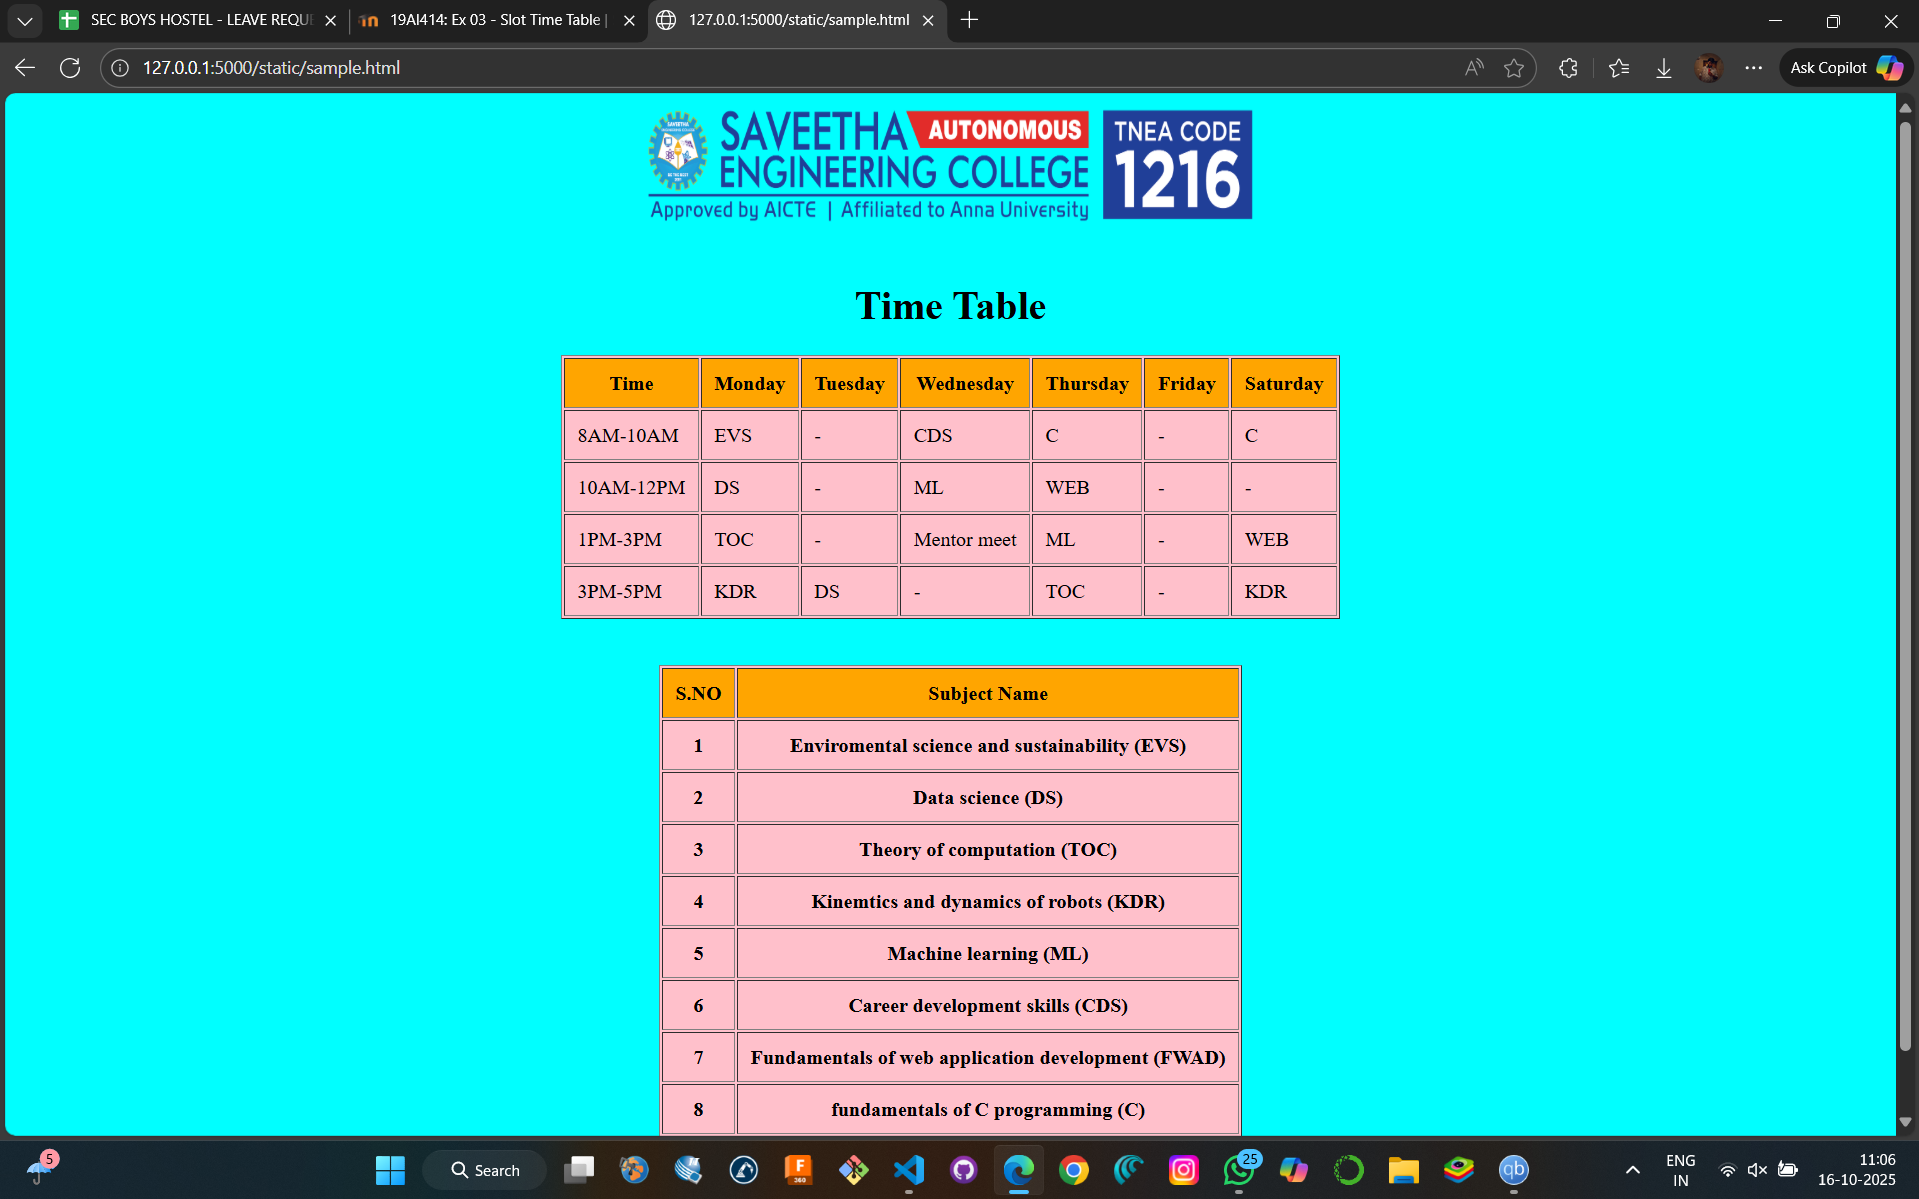 SEC BOYS HOSTEL - LEAVE REQUE
19AI414: Ex 03 - Slot Time Table |
127.0.0.1:5000/static/sample.html
127.0.0.1:5000/static/sample.html
Ask Copilot
SAVEETHA AUTONOMOUS
ENGINEERING COLLEGE
Approved by AICTE | Affiliated to Anna University
TNEA CODE
1216
Time Table
Time Monday Tuesday Wednesday Thursday Friday Saturday
8AM-10AM EVS - CDS C - C
10AM-12PM DS - ML WEB - -
1PM-3PM TOC - Mentor meet ML - WEB
3PM-5PM KDR DS - TOC - KDR
S.NO Subject Name
1 Enviromental science and sustainability (EVS)
2 Data science (DS)
3 Theory of computation (TOC)
4 Kinemtics and dynamics of robots (KDR)
5 Machine learning (ML)
6 Career development skills (CDS)
7 Fundamentals of web application development (FWAD)
8 fundamentals of C programming (C)
5
Search
F
360
25
qb
ENG
IN
11:06
16-10-2025